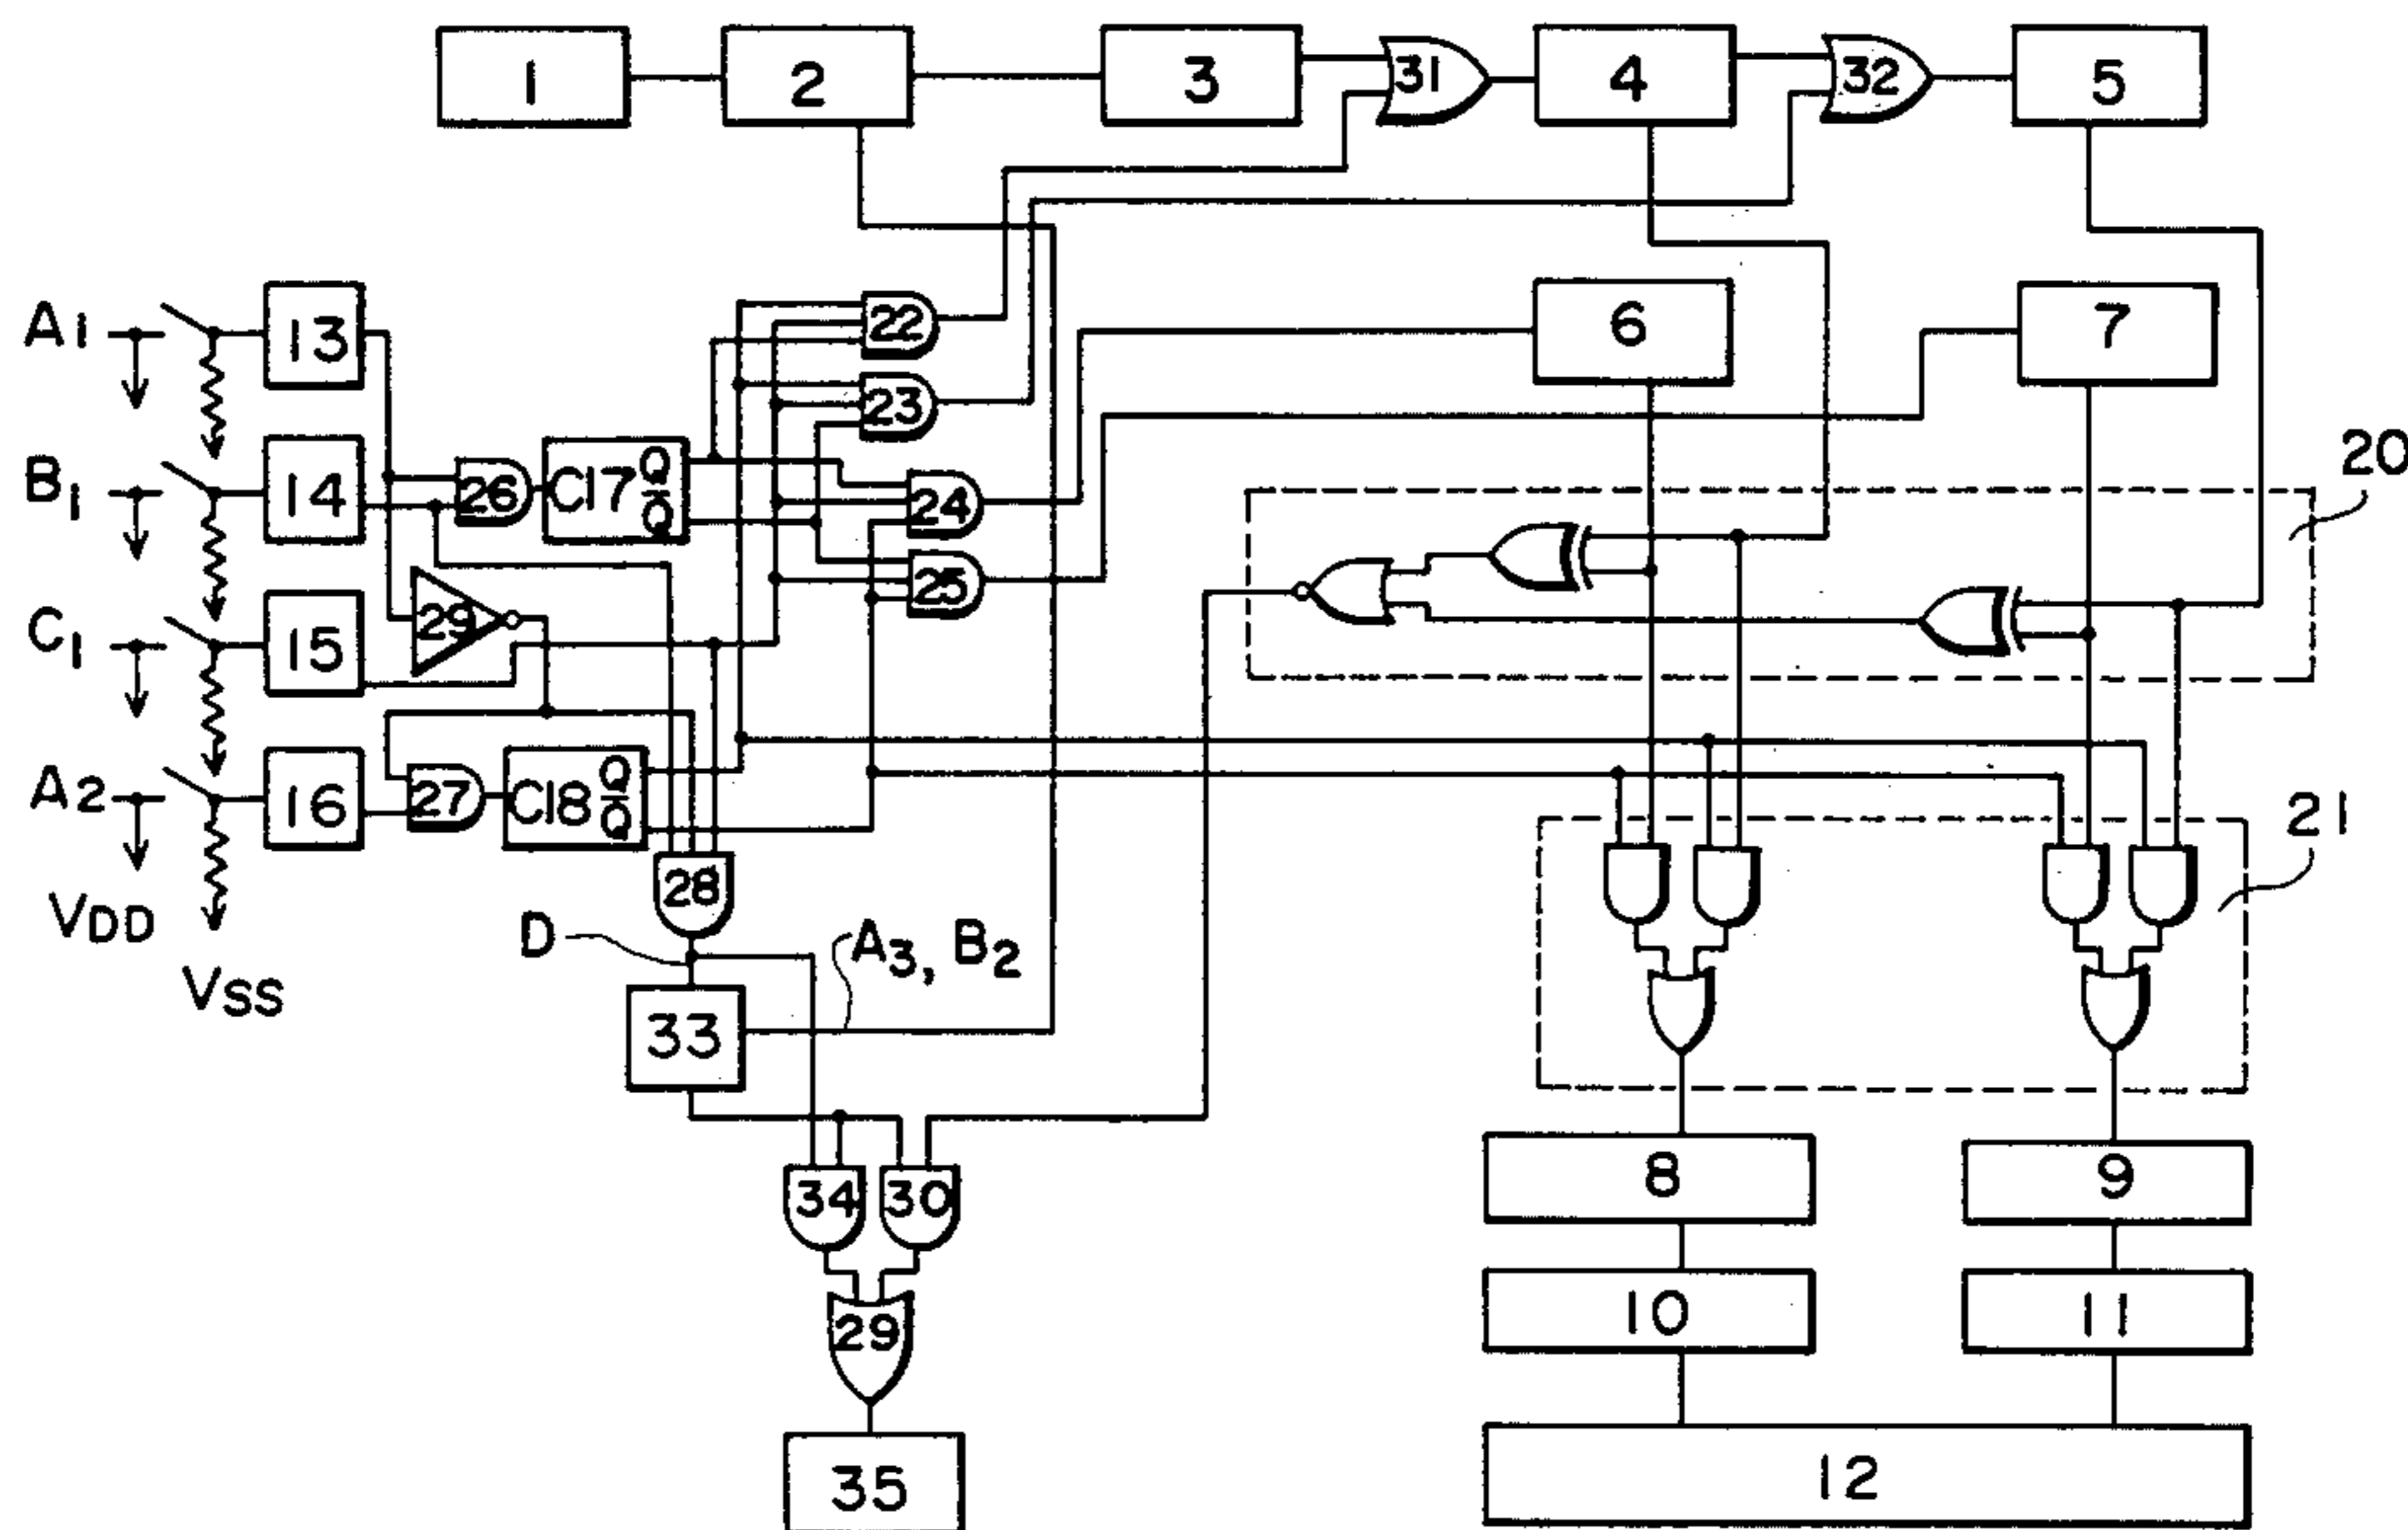 1 2 3 31 4 32 5
A1 13 22 6 7
23
B1 14 26 C17 Q Q̅ 24 20
25
C1 15 29
A2 16 27 C18 Q Q̅ 21
28
VDD D A3, B2
VSS
33
34 30 8 9
29 10 11
35 12